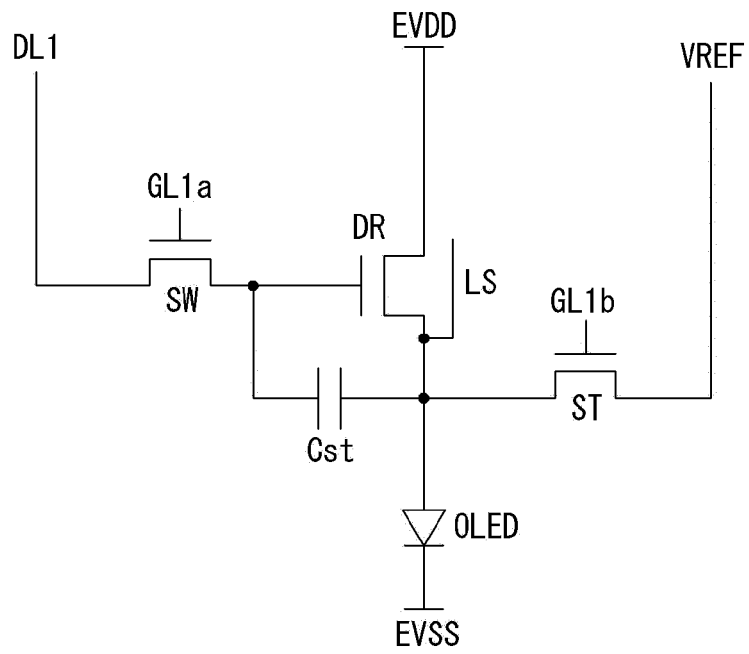 EVDD
DL1
VREF
GL1a
DR
LS
SW
GL1b
ST
Cst
OLED
EVSS